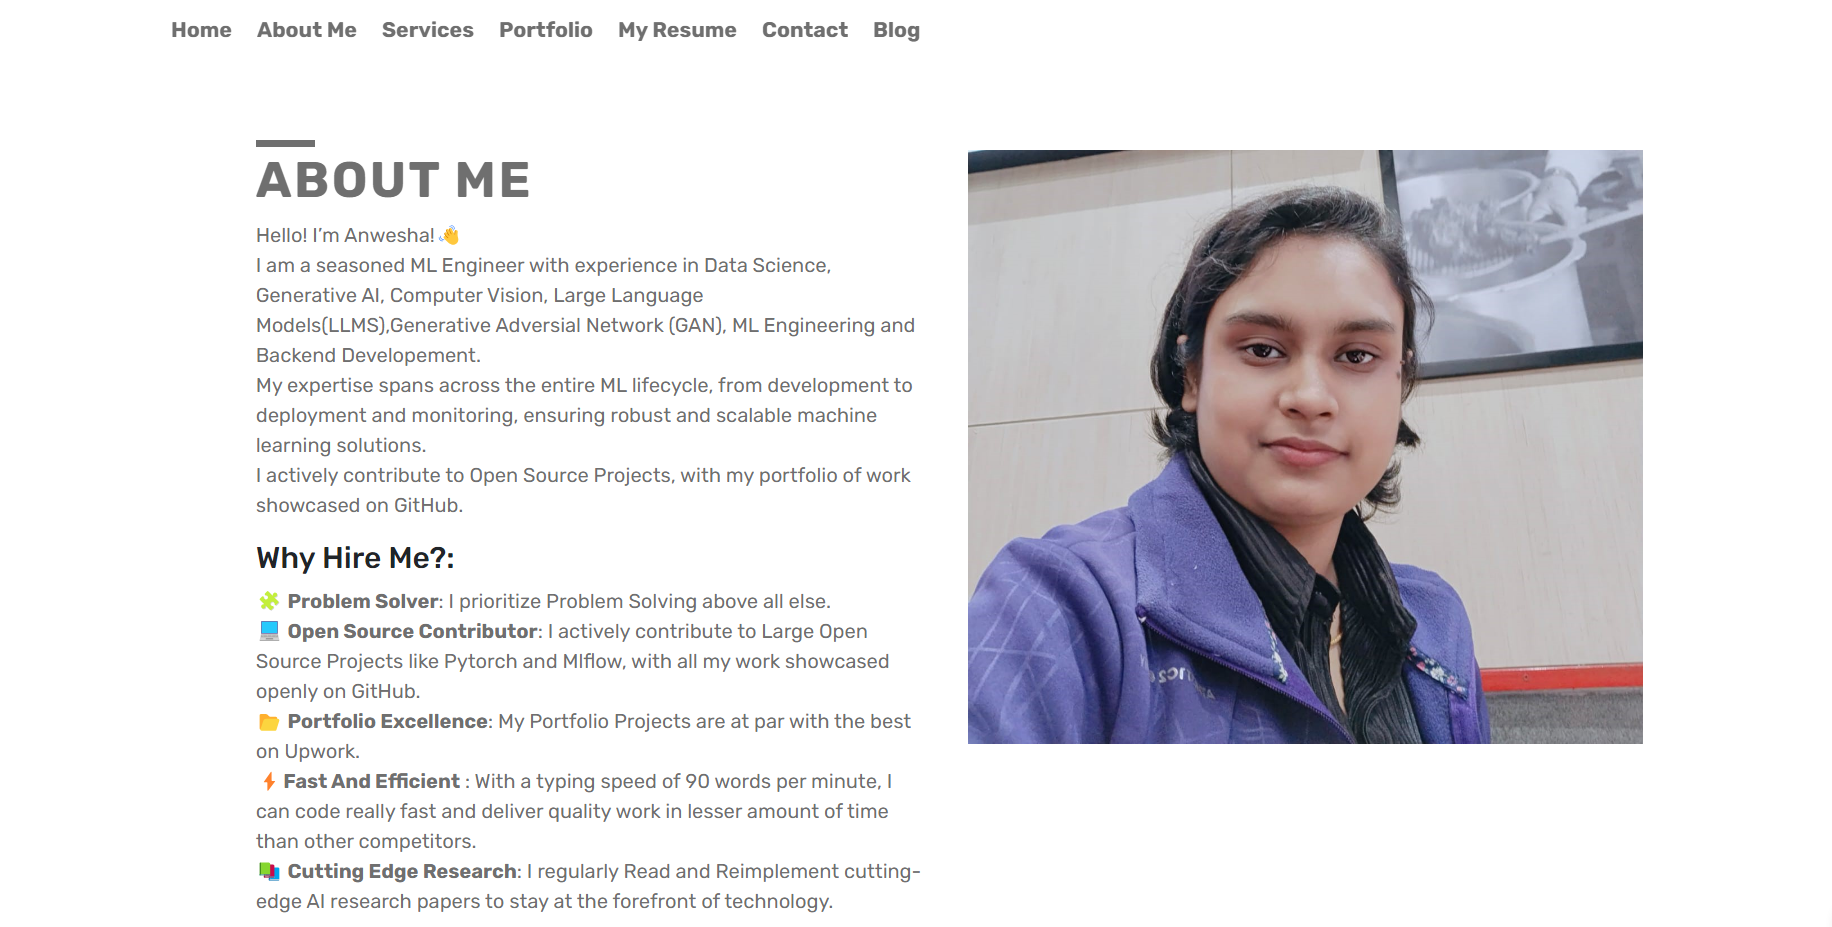 Home About Me Services Portfolio My Resume Contact Blog
ABOUT ME
Hello! I’m Anwesha! 👋
I am a seasoned ML Engineer with experience in Data Science,
Generative AI, Computer Vision, Large Language
Models(LLMS),Generative Adversial Network (GAN), ML Engineering and
Backend Developement.
My expertise spans across the entire ML lifecycle, from development to
deployment and monitoring, ensuring robust and scalable machine
learning solutions.
I actively contribute to Open Source Projects, with my portfolio of work
showcased on GitHub.
Why Hire Me?:
🧩 Problem Solver: I prioritize Problem Solving above all else.
💻 Open Source Contributor: I actively contribute to Large Open
Source Projects like Pytorch and Mlflow, with all my work showcased
openly on GitHub.
📂 Portfolio Excellence: My Portfolio Projects are at par with the best
on Upwork.
⚡ Fast And Efficient : With a typing speed of 90 words per minute, I
can code really fast and deliver quality work in lesser amount of time
than other competitors.
📚 Cutting Edge Research: I regularly Read and Reimplement cutting-
edge AI research papers to stay at the forefront of technology.